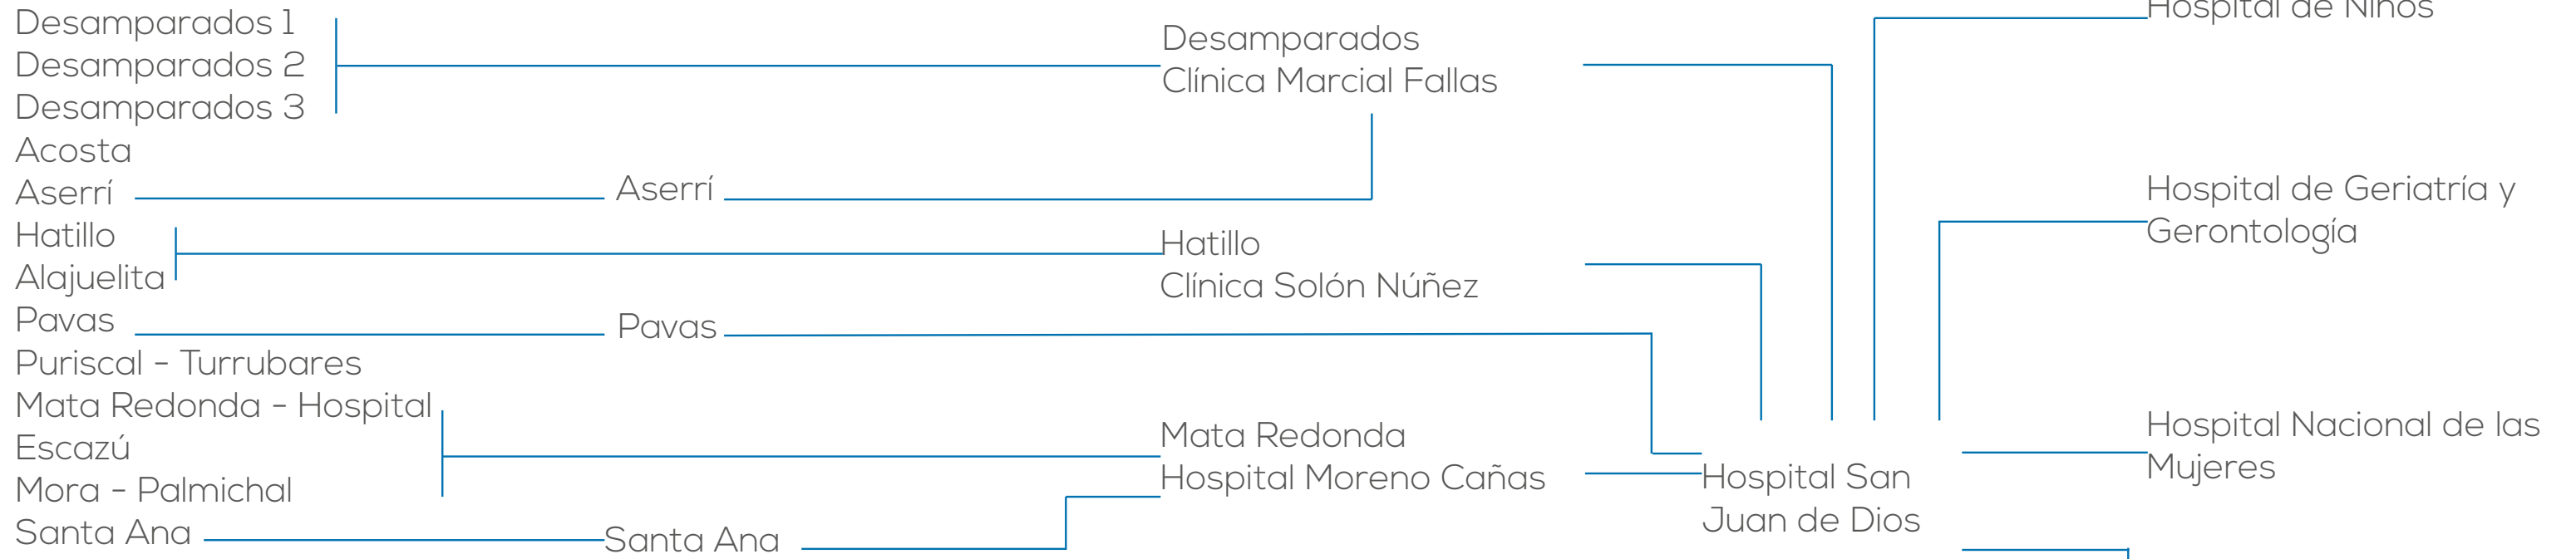 Desamparados 1
Desamparados 2
Desamparados 3
Acosta
Aserrí
Hatillo
Alajuelita
Pavas
Puriscal - Turrubares
Mata Redonda - Hospital
Escazú
Mora - Palmichal
Santa Ana
Aserrí
Pavas
Santa Ana
Desamparados
Clínica Marcial Fallas
Hatillo
Clínica Solón Núñez
Mata Redonda
Hospital Moreno Cañas
Hospital San
Juan de Dios
Hospital de Niños
Hospital de Geriatría y
Gerontología
Hospital Nacional de las
Mujeres